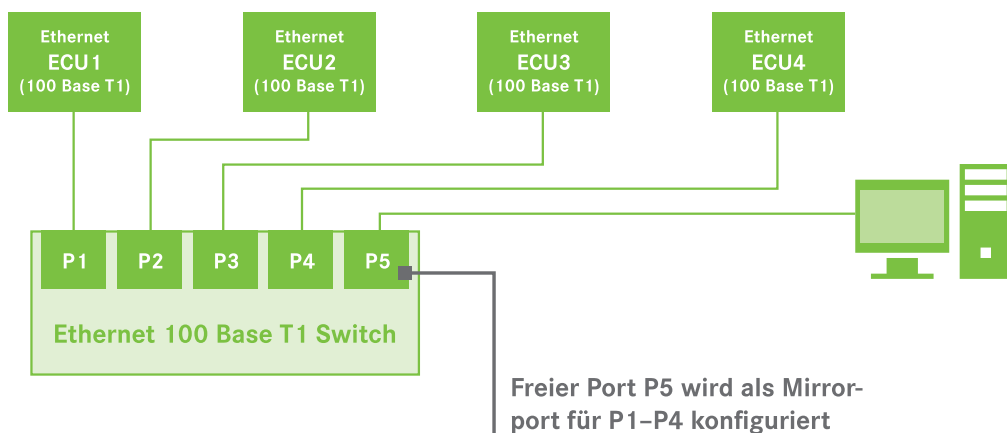 Ethernet
ECU1
(100 Base T1)
Ethernet
ECU2
(100 Base T1)
Ethernet
ECU3
(100 Base T1)
Ethernet
ECU4
(100 Base T1)
P1 P2 P3 P4 P5
Ethernet 100 Base T1 Switch
Freier Port P5 wird als Mirror-
port für P1–P4 konfiguriert